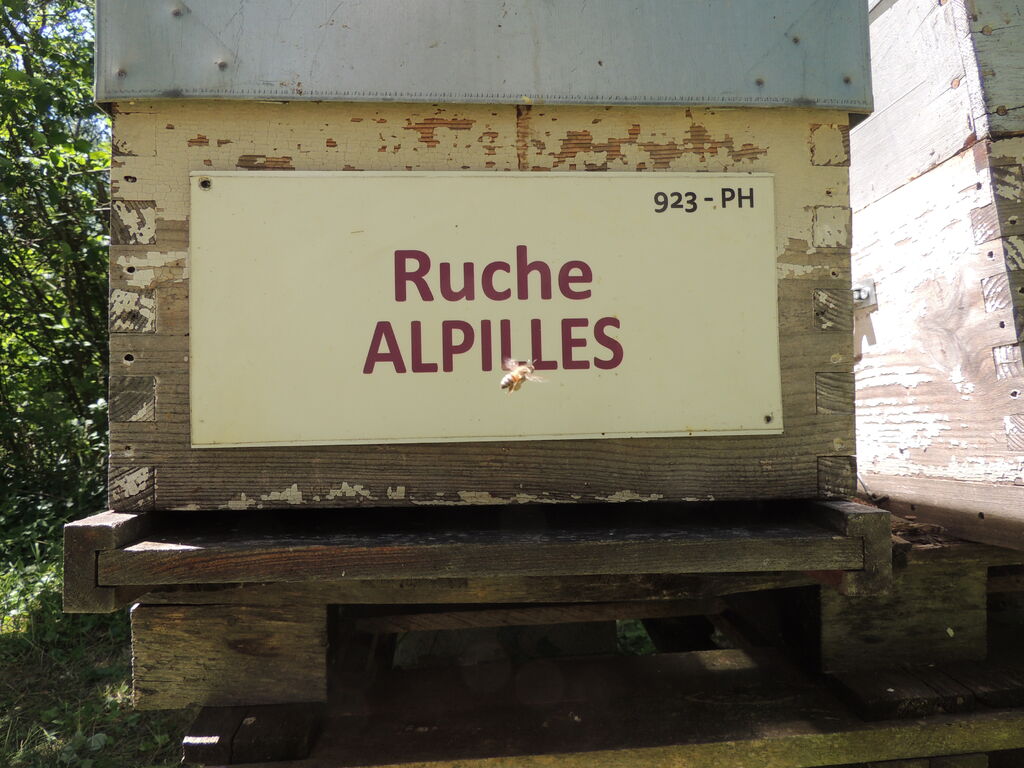 923 - PH
Ruche
ALPILLES